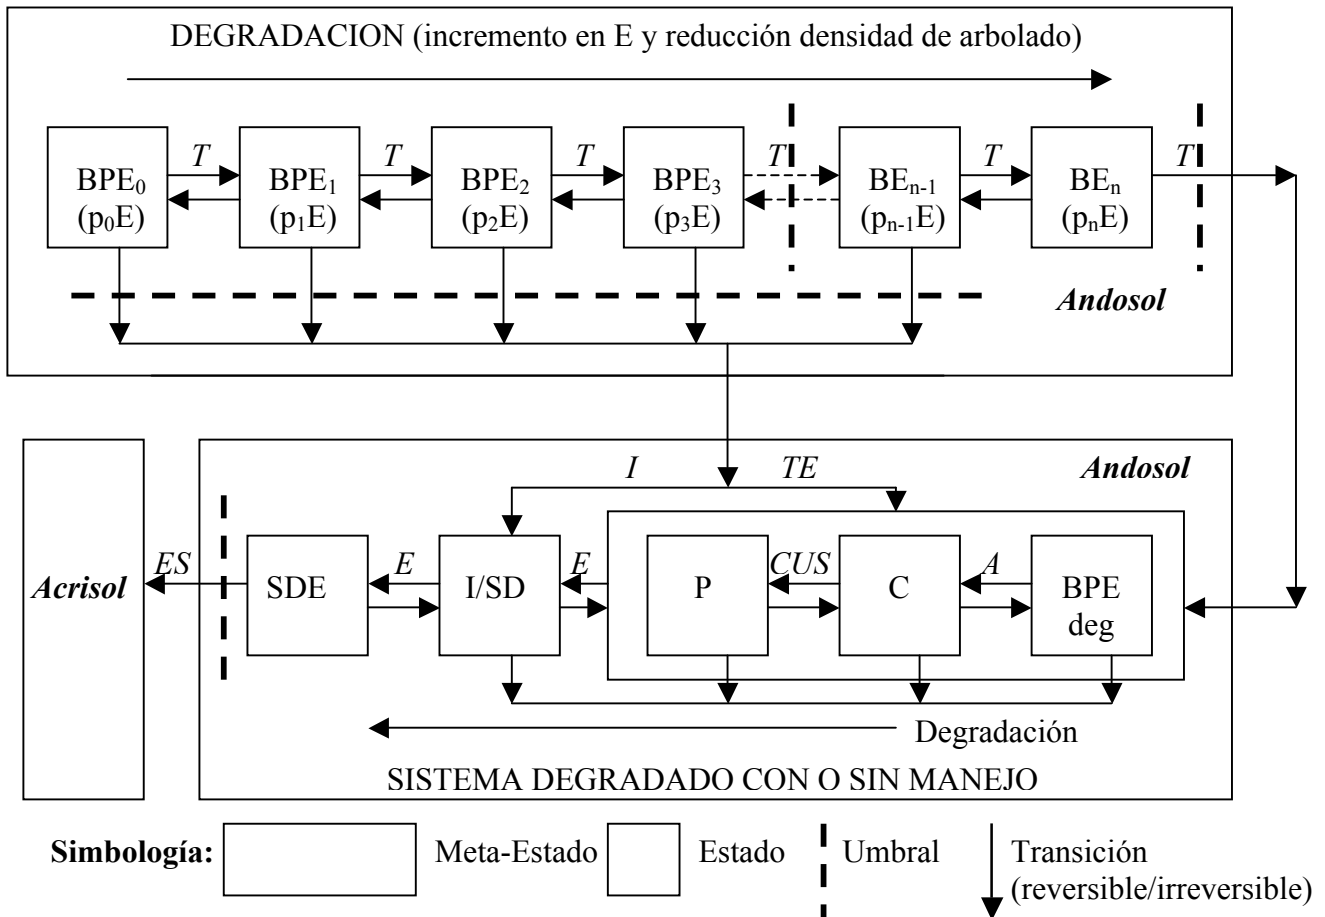 DEGRADACION (incremento en E y reducción densidad de arbolado)
T T T T T T
BPE₀ BPE₁ BPE₂ BPE₃ BEₙ₋₁ BEₙ
(p₀E) (p₁E) (p₂E) (p₃E) (pₙ₋₁E) (pₙE)
Andosol
I TE Andosol
Acrisol ES SDE E I/SD E P CUS C A BPE
deg
Degradación
SISTEMA DEGRADADO CON O SIN MANEJO
Simbología: Meta-Estado Estado Umbral Transición
(reversible/irreversible)